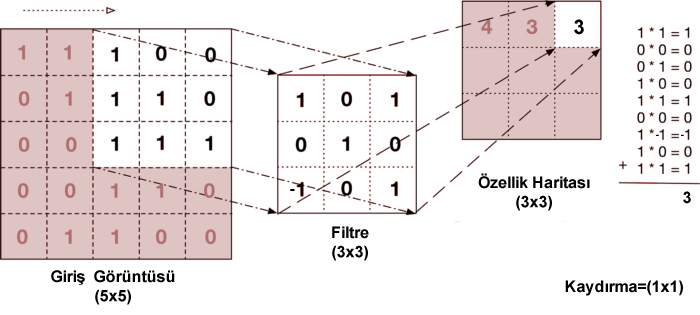 1 1 1 0 0
0 1 1 1 0
0 0 1 1 1
0 0 1 1 0
0 1 1 0 0
Giriş Görüntüsü
(5x5)
1 0 1
0 1 0
-1 0 1
Filtre
(3x3)
4 3 3
Özellik Haritası
(3x3)
1 * 1 = 1
0 * 0 = 0
0 * 1 = 0
1 * 0 = 0
1 * 1 = 1
0 * 0 = 0
1 * -1 =-1
1 * 0 = 0
+ 1 * 1 = 1
3
Kaydırma=(1x1)